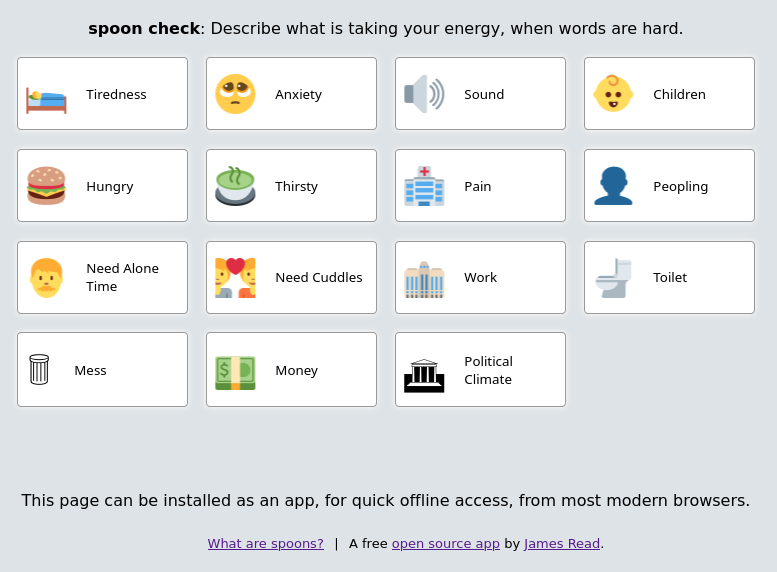 spoon check: Describe what is taking your energy, when words are hard.
Tiredness
Anxiety
Sound
Children
Hungry
Thirsty
Pain
Peopling
Need Alone
Time
Need Cuddles
Work
Toilet
Mess
Money
Political
Climate
This page can be installed as an app, for quick offline access, from most modern browsers.
What are spoons? | A free open source app by James Read.